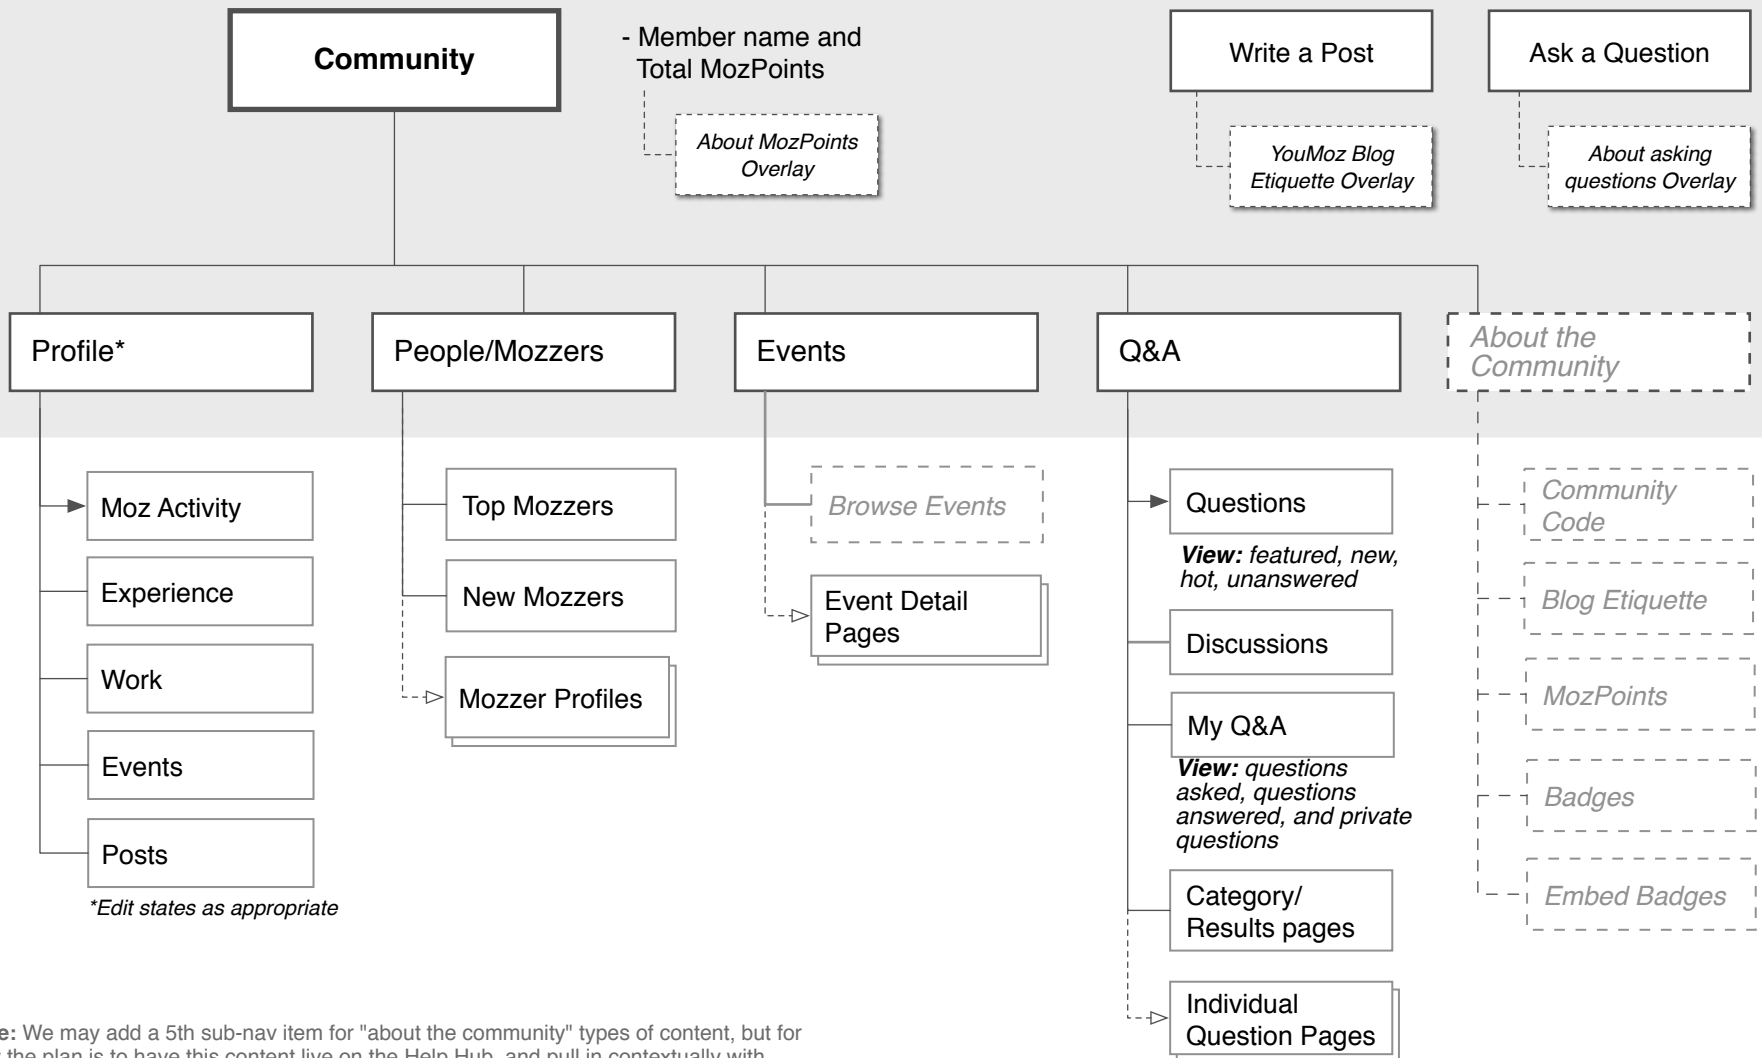 Community
- Member name and
Total MozPoints
About MozPoints
Overlay
Write a Post
YouMoz Blog
Etiquette Overlay
Ask a Question
About asking
questions Overlay
Profile*
People/Mozzers
Events
Q&A
About the
Community
Moz Activity
Experience
Work
Events
Posts
*Edit states as appropriate
Top Mozzers
New Mozzers
Mozzer Profiles
Browse Events
Event Detail
Pages
Questions
View: featured, new,
hot, unanswered
Discussions
My Q&A
View: questions
asked, questions
answered, and private
questions
Category/
Results pages
Individual
Question Pages
Community
Code
Blog Etiquette
MozPoints
Badges
Embed Badges
We may add a 5th sub-nav item for "about the community" types of content, but for
the plan is to have this content live on the Help Hub, and pull in contextually with